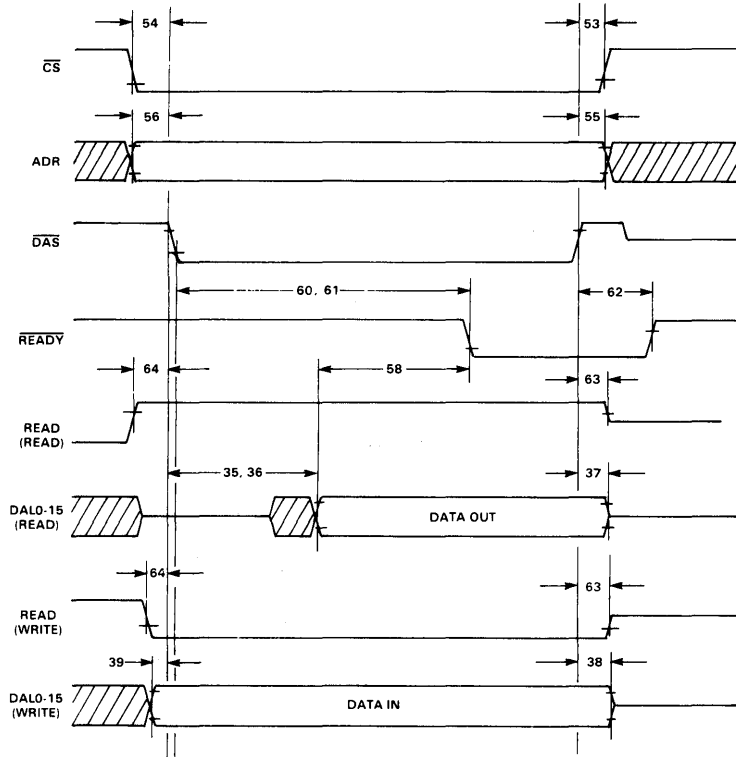 54 53
CS
56 55
ADR
DAS
60, 61 62
READY
64 58 63
READ
(READ)
35, 36 37
DAL0-15
(READ)
DATA OUT
64 63
READ
(WRITE)
39 38
DAL0-15
(WRITE)
DATA IN